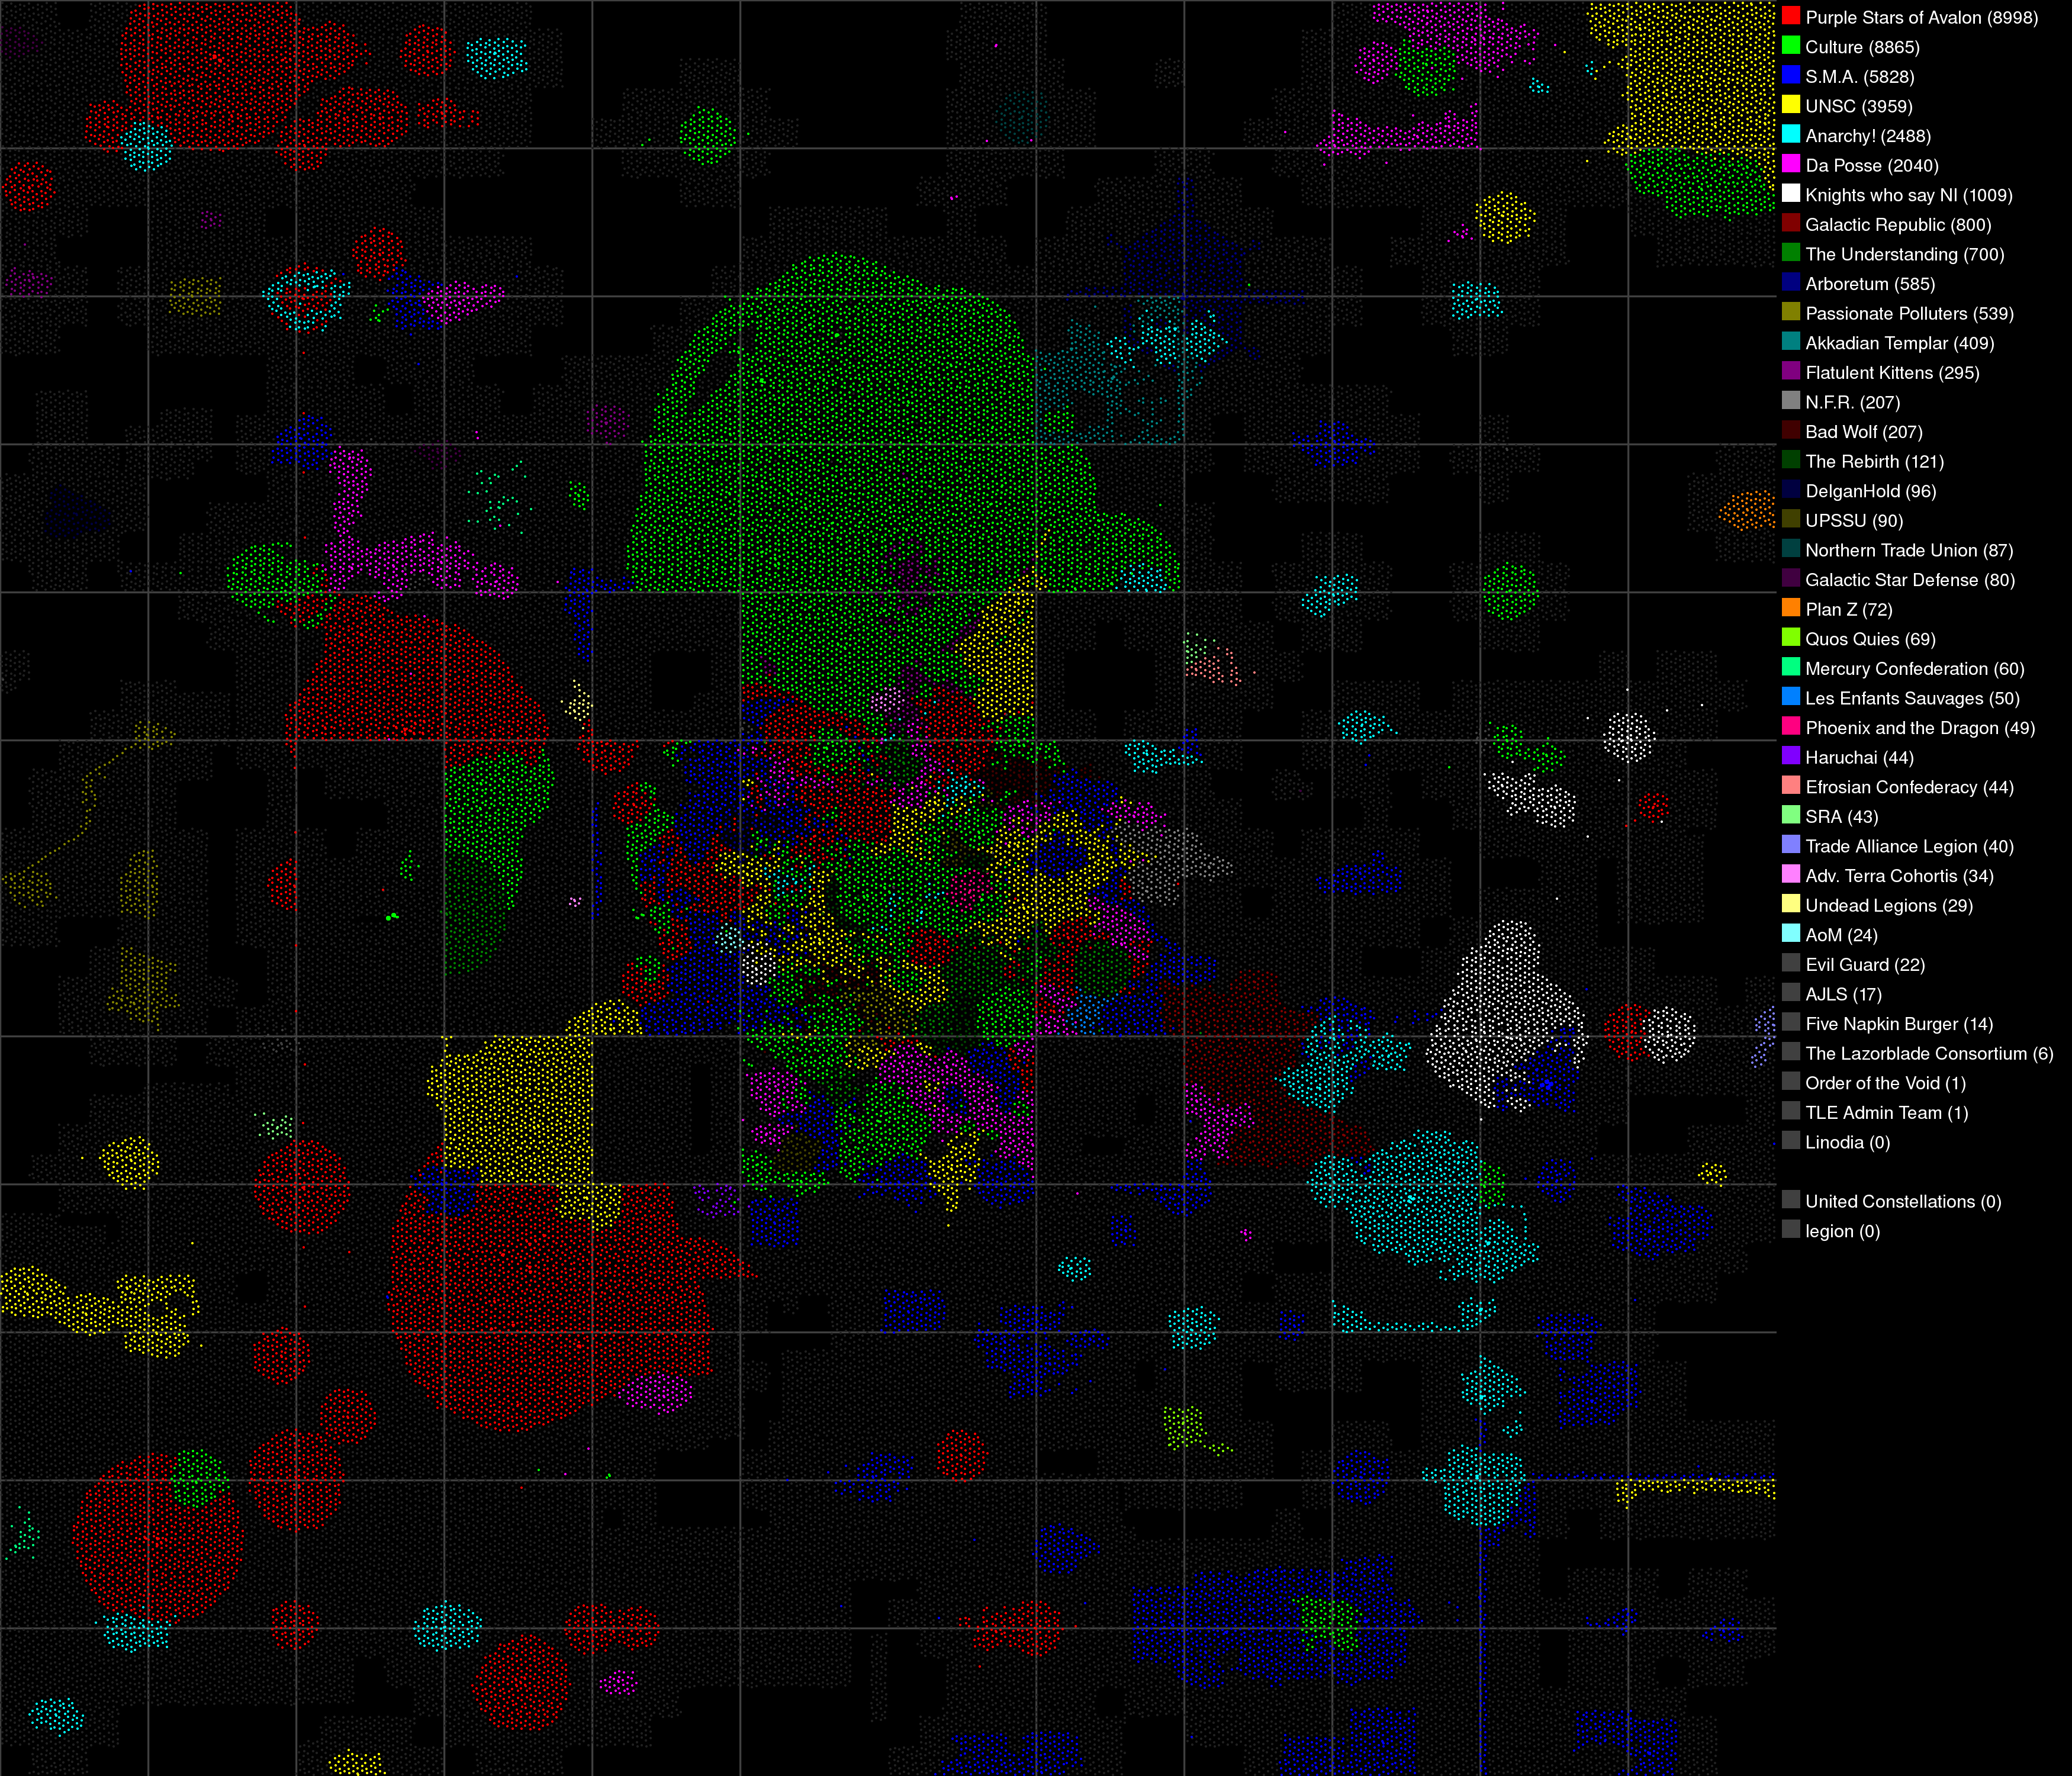 Purple Stars of Avalon (8998)
Culture (8865)
S.M.A. (5828)
UNSC (3959)
Anarchy! (2488)
Da Posse (2040)
Knights who say NI (1009)
Galactic Republic (800)
The Understanding (700)
Arboretum (585)
Passionate Polluters (539)
Akkadian Templar (409)
Flatulent Kittens (295)
N.F.R. (207)
Bad Wolf (207)
The Rebirth (121)
DelganHold (96)
UPSSU (90)
Northern Trade Union (87)
Galactic Star Defense (80)
Plan Z (72)
Quos Quies (69)
Mercury Confederation (60)
Les Enfants Sauvages (50)
Phoenix and the Dragon (49)
Haruchai (44)
Efrosian Confederacy (44)
SRA (43)
Trade Alliance Legion (40)
Adv. Terra Cohortis (34)
Undead Legions (29)
AoM (24)
Evil Guard (22)
AJLS (17)
Five Napkin Burger (14)
The Lazorblade Consortium (6)
Order of the Void (1)
TLE Admin Team (1)
Linodia (0)
United Constellations (0)
legion (0)